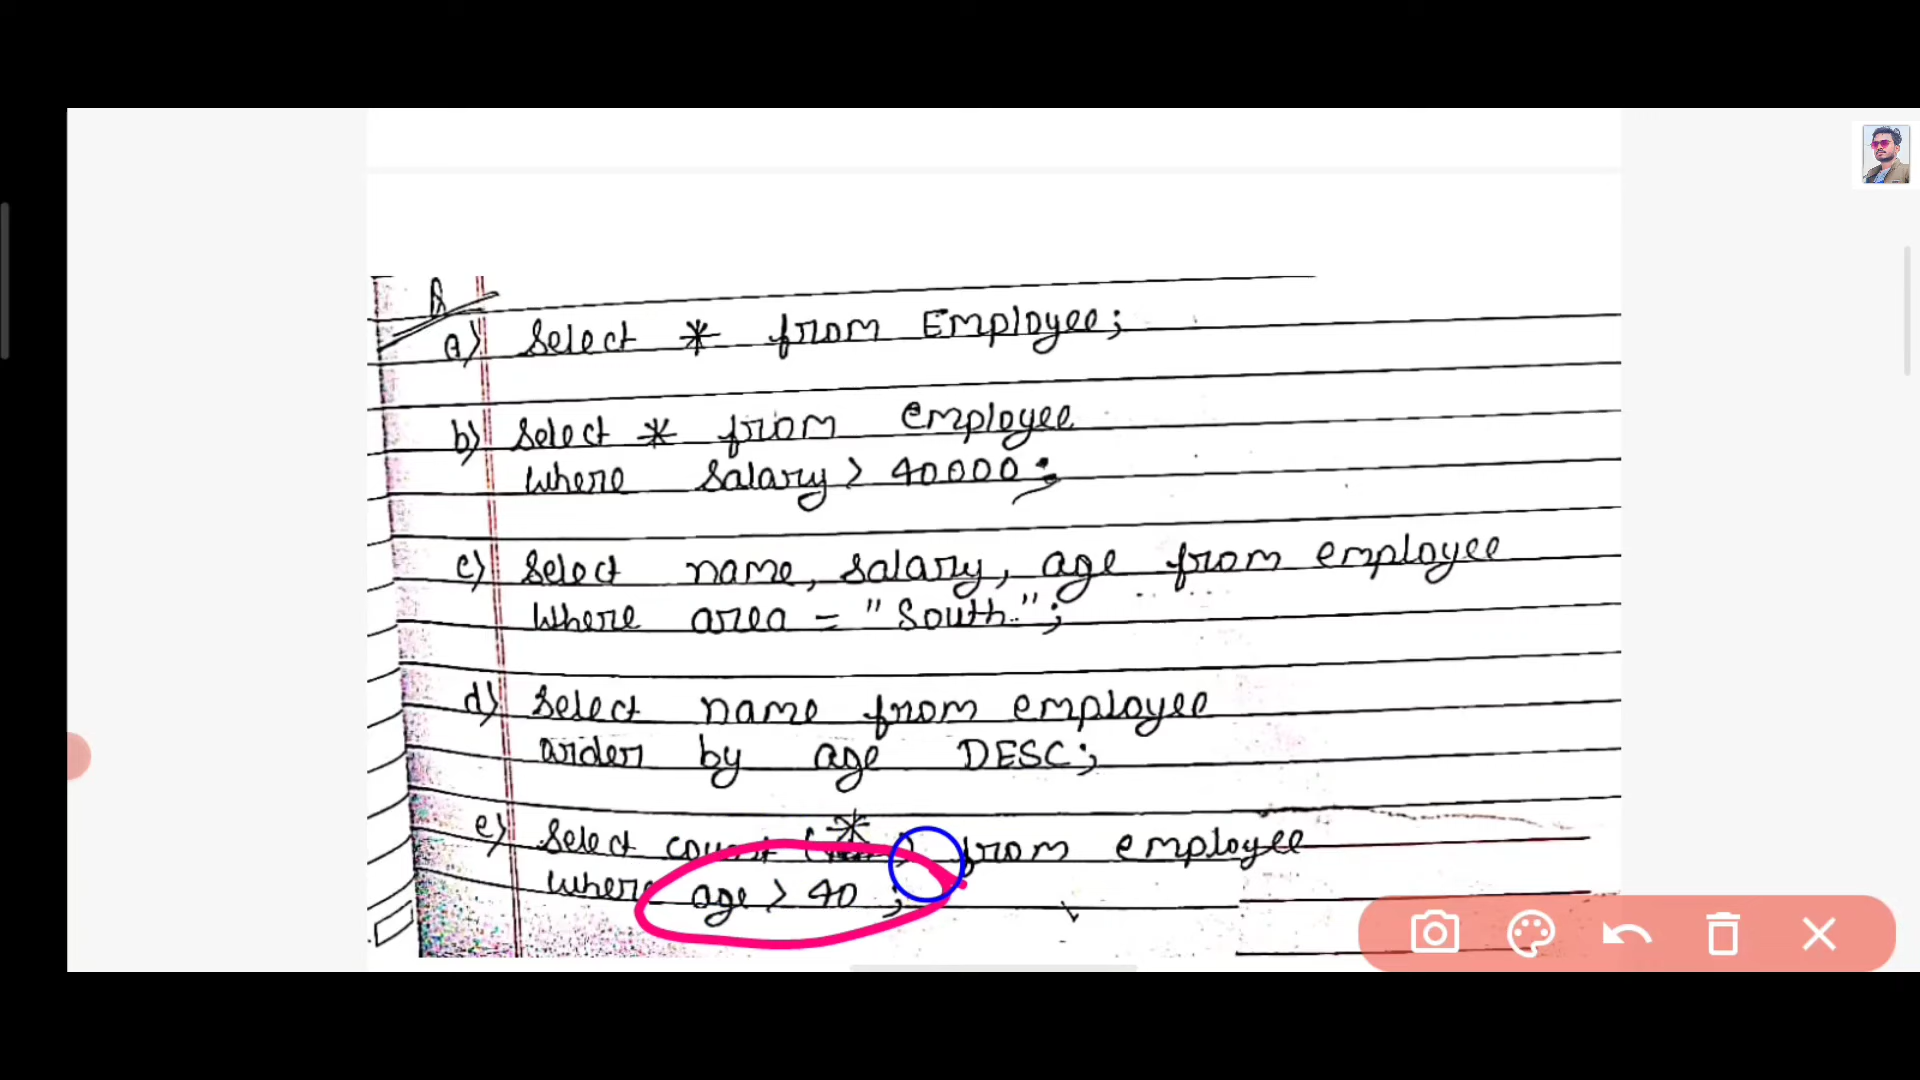 a) Select * from Employee;
b) Select * from employee
where salary > 40000;
c) Select name, salary, age from employee
where area = "South";
d) Select name from employee
order by age DESC;
e) Select count (*) from employee
where age > 40 ;